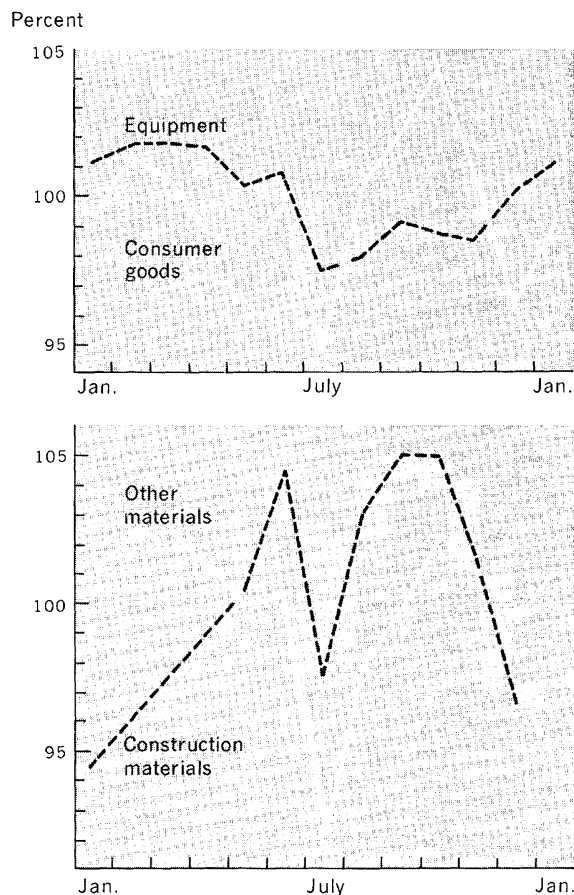 Percent
105
Equipment
100
Consumer
goods
95
Jan. July Jan.
105
Other
materials
100
95
Construction
materials
Jan. July Jan.